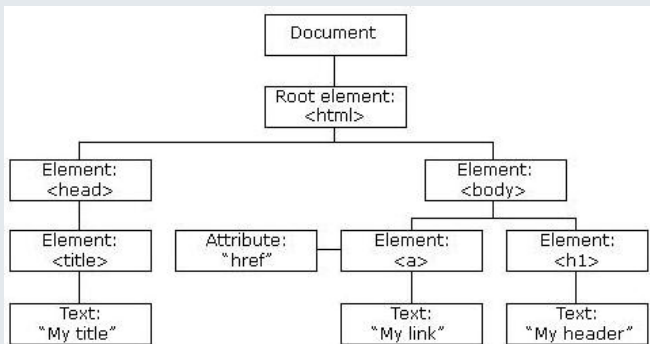 Document
Root element:
<html>
Element:
<head>
Element:
<body>
Element:
<title>
Attribute:
“href”
Element:
<a>
Element:
<h1>
Text:
“My title”
Text:
“My link”
Text:
“My header”